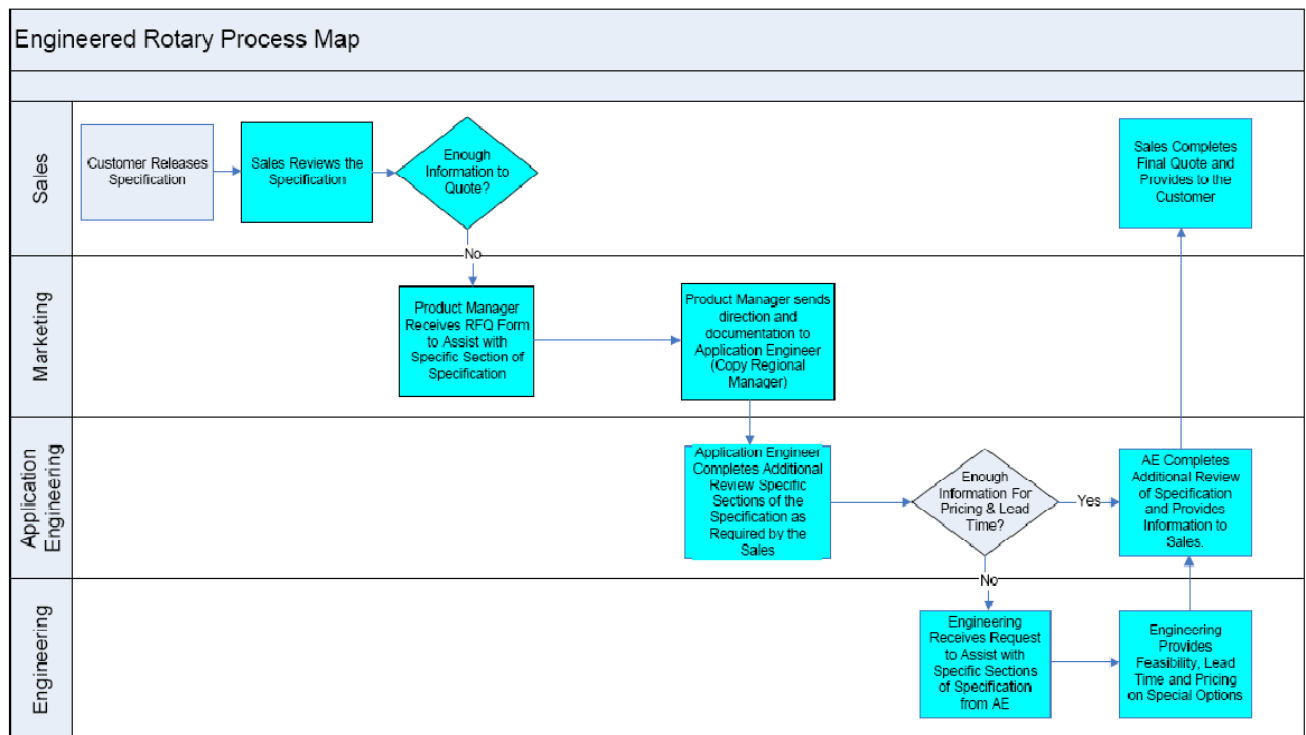 Engineered Rotary Process Map
Sales
Customer Releases
Specification
Sales Reviews the
Specification
Enough
Information to
Quote?
Sales Completes
Final Quote and
Provides to the
Customer
No
Marketing
Product Manager
Receives RFQ Form
to Assist with
Specific Section of
Specification
Product Manager sends
direction and
documentation to
Application Engineer
(Copy Regional
Manager)
Application
Engineering
Application Engineer
Completes Additional
Review Specific
Sections of the
Specification as
Required by the
Sales
Enough
Information For
Pricing & Lead
Time?
Yes
AE Completes
Additional Review
of Specification
and Provides
Information to
Sales.
No
Engineering
Engineering
Receives Request
to Assist with
Specific Sections
of Specification
from AE
Engineering
Provides
Feasibility, Lead
Time and Pricing
on Special Options